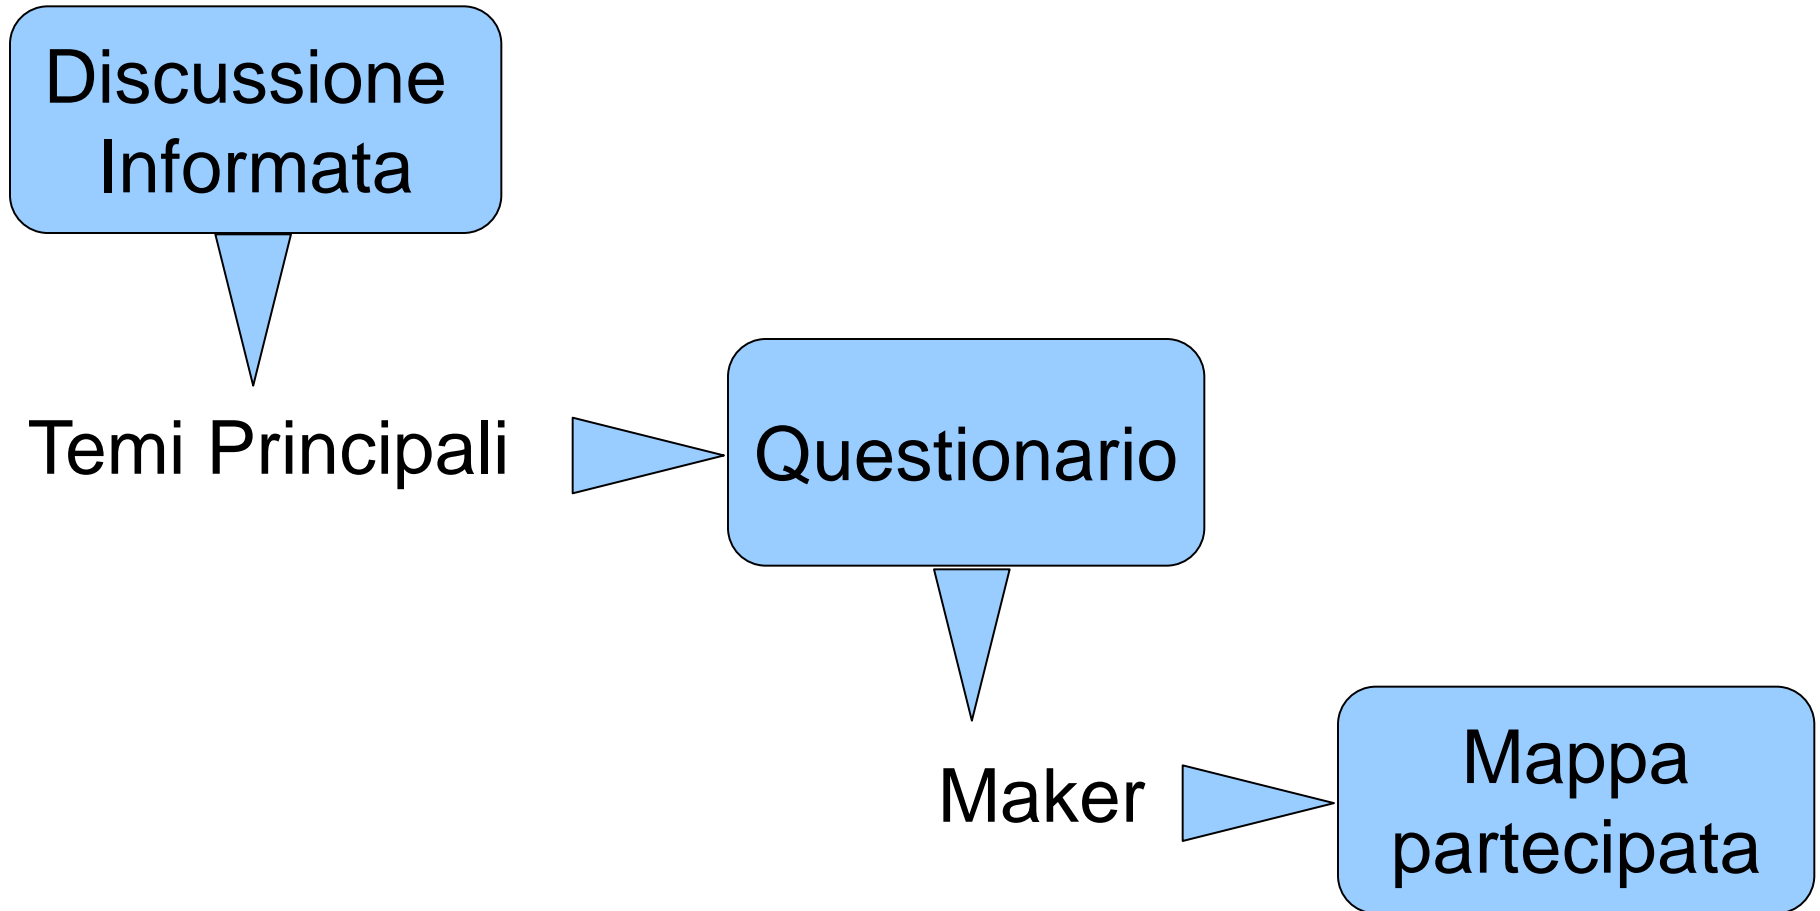 Discussione
Informata
Temi Principali
Questionario
Maker
Mappa
partecipata